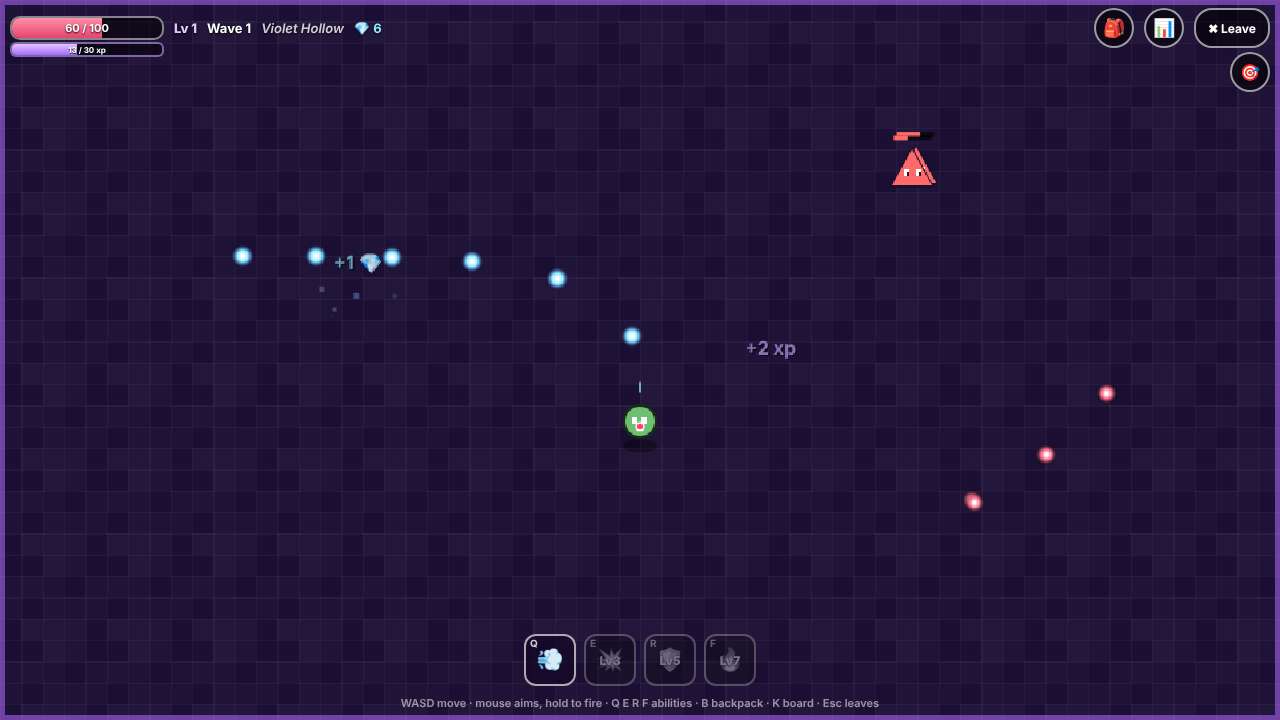 60 / 100 Lv 1 Wave 1 Violet Hollow 💎 6 ✖ Leave
13 / 30 xp
+1 💎
+2 xp
Q E R F
Lv3 Lv5 Lv7
WASD move · mouse aims, hold to fire · Q E R F abilities · B backpack · K board · Esc leaves